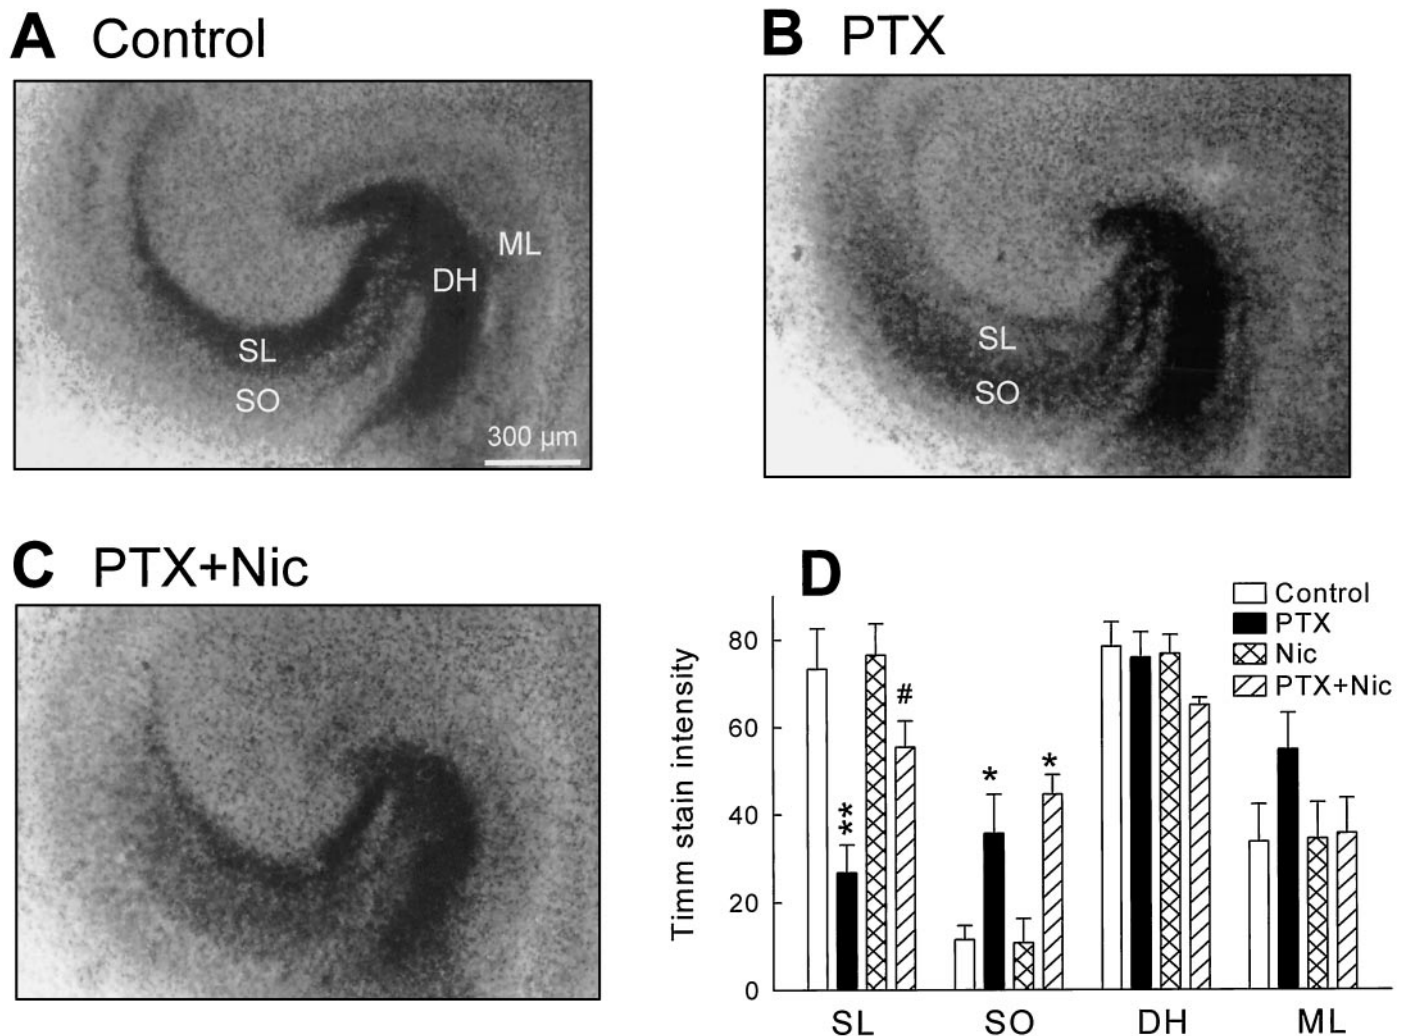 A Control
ML
DH
SL
SO
300 µm
B PTX
SL
SO
C PTX+Nic
D
Control
PTX
Nic
PTX+Nic
Timm stain intensity
80
60
40
20
0
#
**
*
*
SL SO DH ML